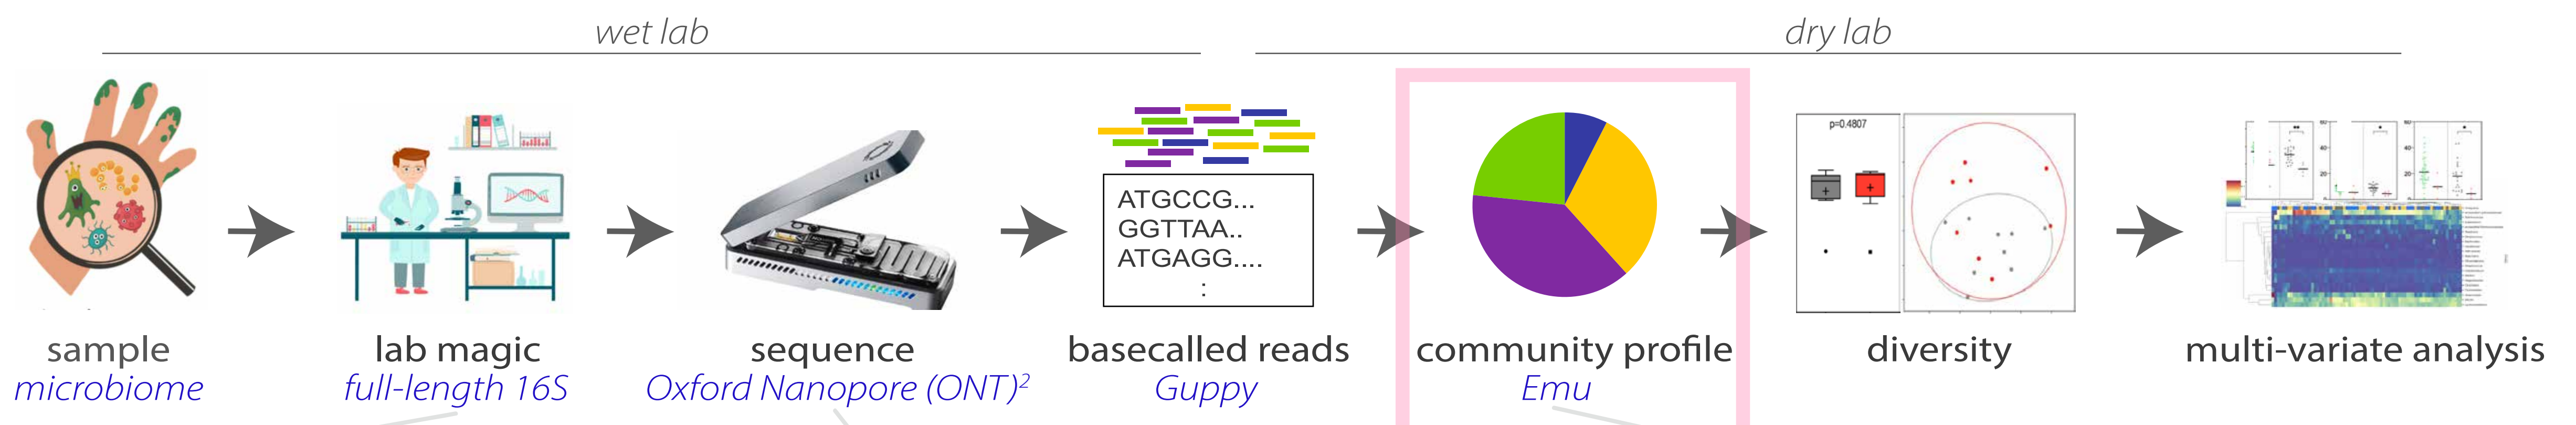 wet lab
dry lab
p=0.4807
ATGCCG...
GGTTAA..
ATGAGG....
:
sample
microbiome
lab magic
full-length 16S
sequence
Oxford Nanopore (ONT)2
basecalled reads
Guppy
community profile
Emu
diversity
multi-variate analysis